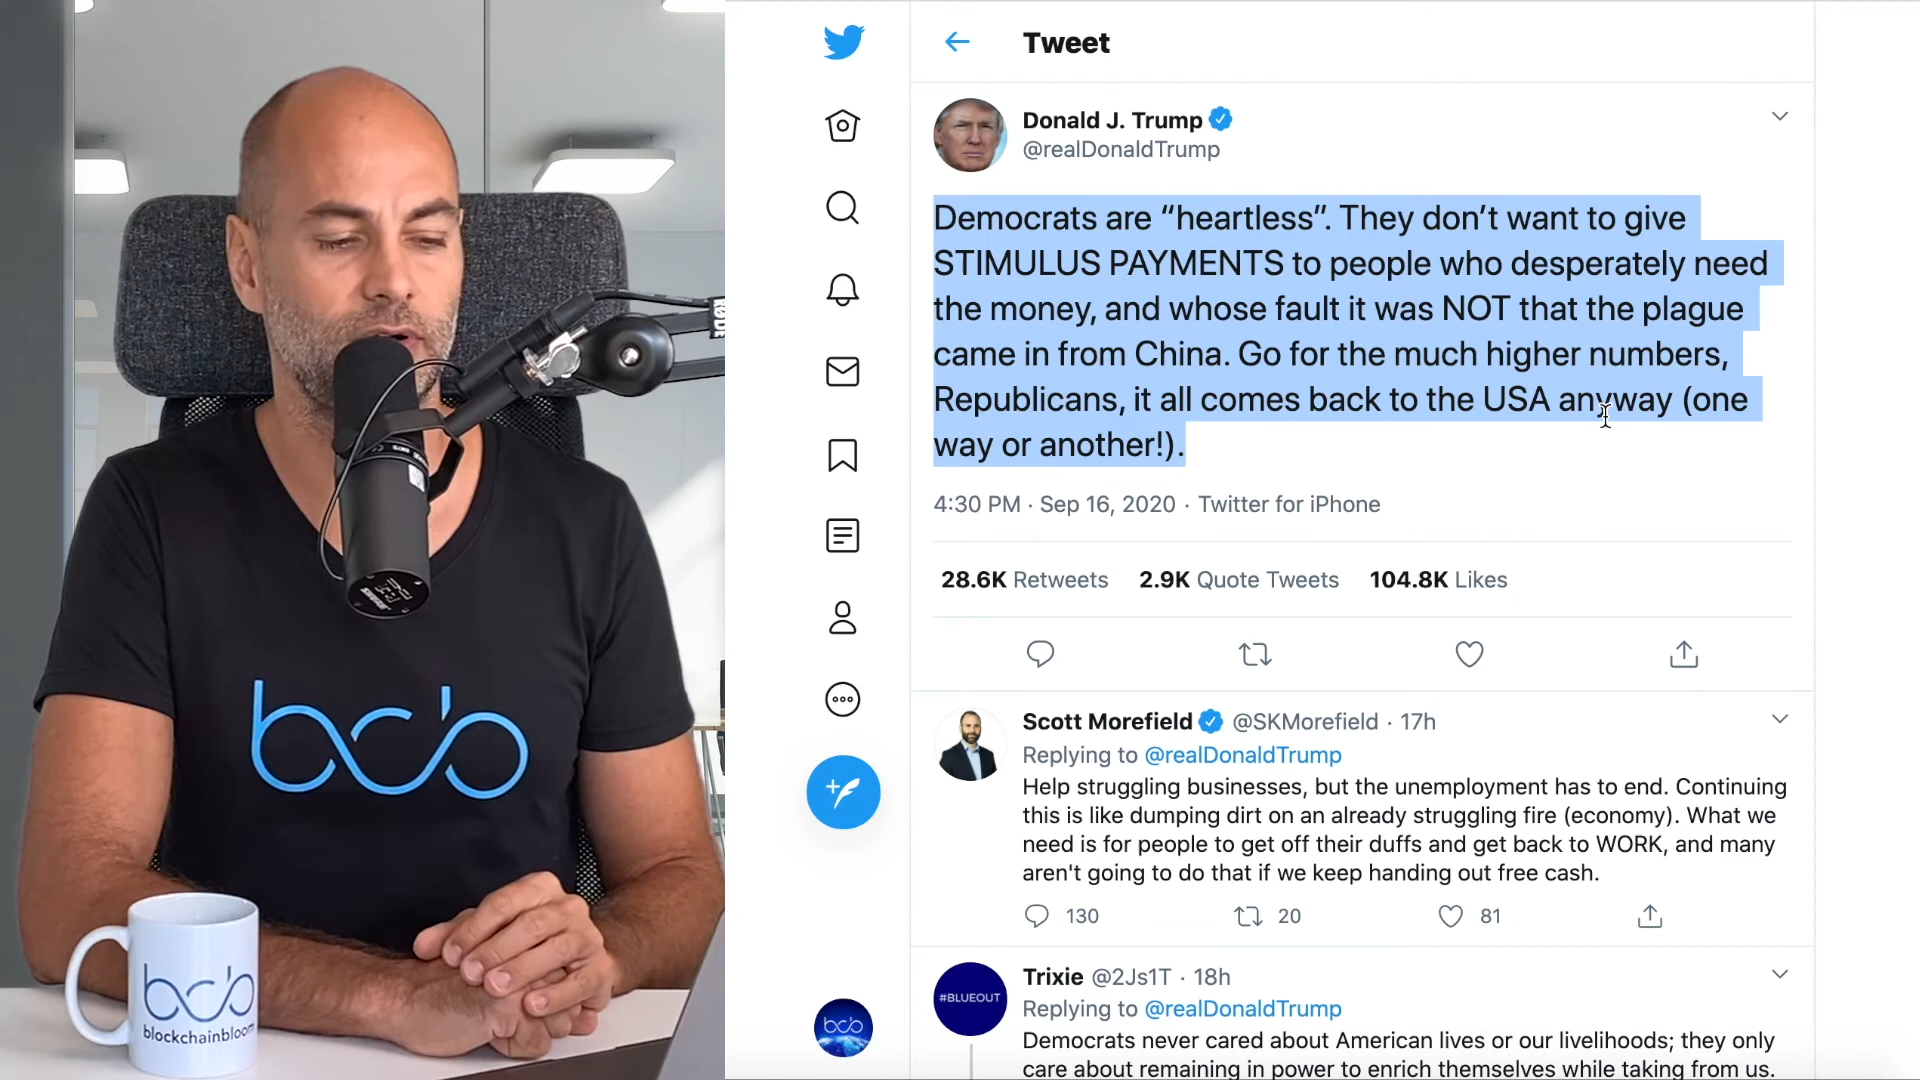 Tweet
Donald J. Trump
@realDonaldTrump
Democrats are “heartless”. They don’t want to give
STIMULUS PAYMENTS to people who desperately need
the money, and whose fault it was NOT that the plague
came in from China. Go for the much higher numbers,
Republicans, it all comes back to the USA anyway (one
way or another!).
4:30 PM · Sep 16, 2020 · Twitter for iPhone
28.6K Retweets 2.9K Quote Tweets 104.8K Likes
Scott Morefield @SKMorefield · 17h
Replying to @realDonaldTrump
Help struggling businesses, but the unemployment has to end. Continuing
this is like dumping dirt on an already struggling fire (economy). What we
need is for people to get off their duffs and get back to WORK, and many
aren't going to do that if we keep handing out free cash.
130 20 81
#BLUEOUT
Trixie @2Js1T · 18h
Replying to @realDonaldTrump
Democrats never cared about American lives or our livelihoods; they only
care about remaining in power to enrich themselves while taking from us.
RØDE
SHURE
bcb
bcb
blockchainbloom
bcb